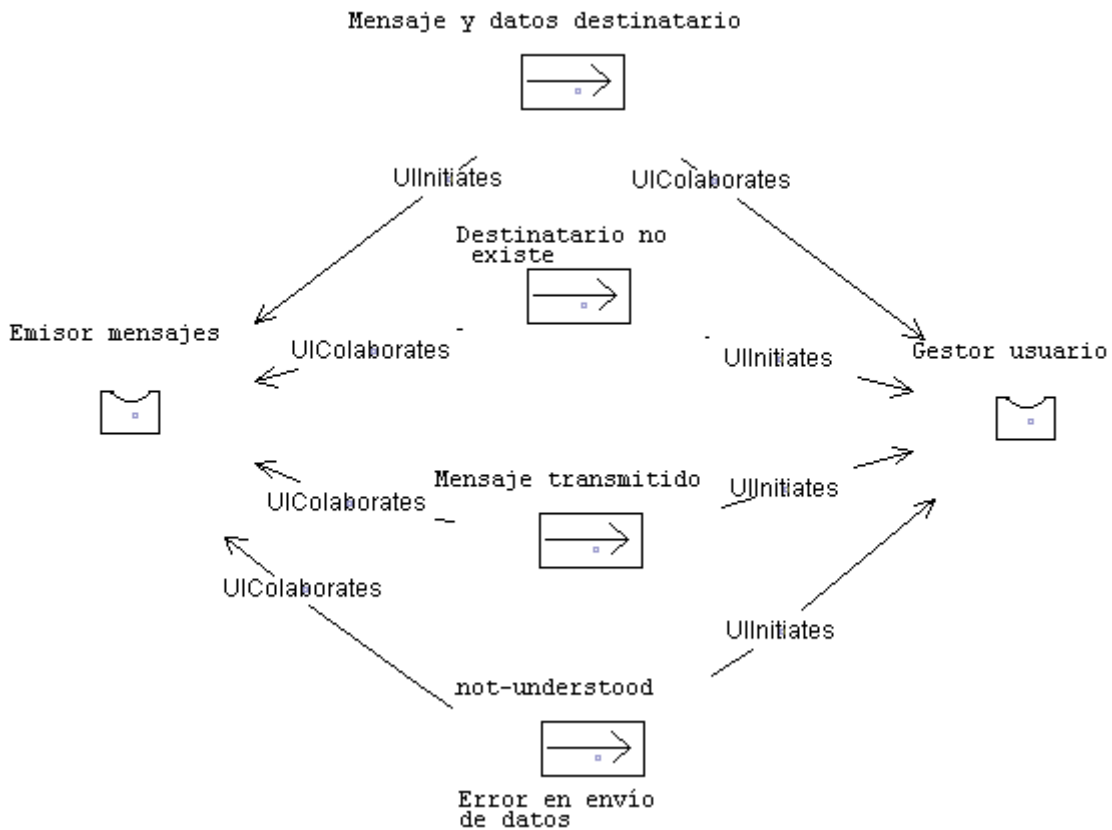 Mensaje y datos destinatario
UIInitiates
UIColaborates
Destinatario no
existe
Emisor mensajes
UIColaborates
UIInitiates
Gestor usuario
Mensaje transmitido
UIColaborates
UIInitiates
UIColaborates
UIInitiates
not-understood
Error en envío
de datos